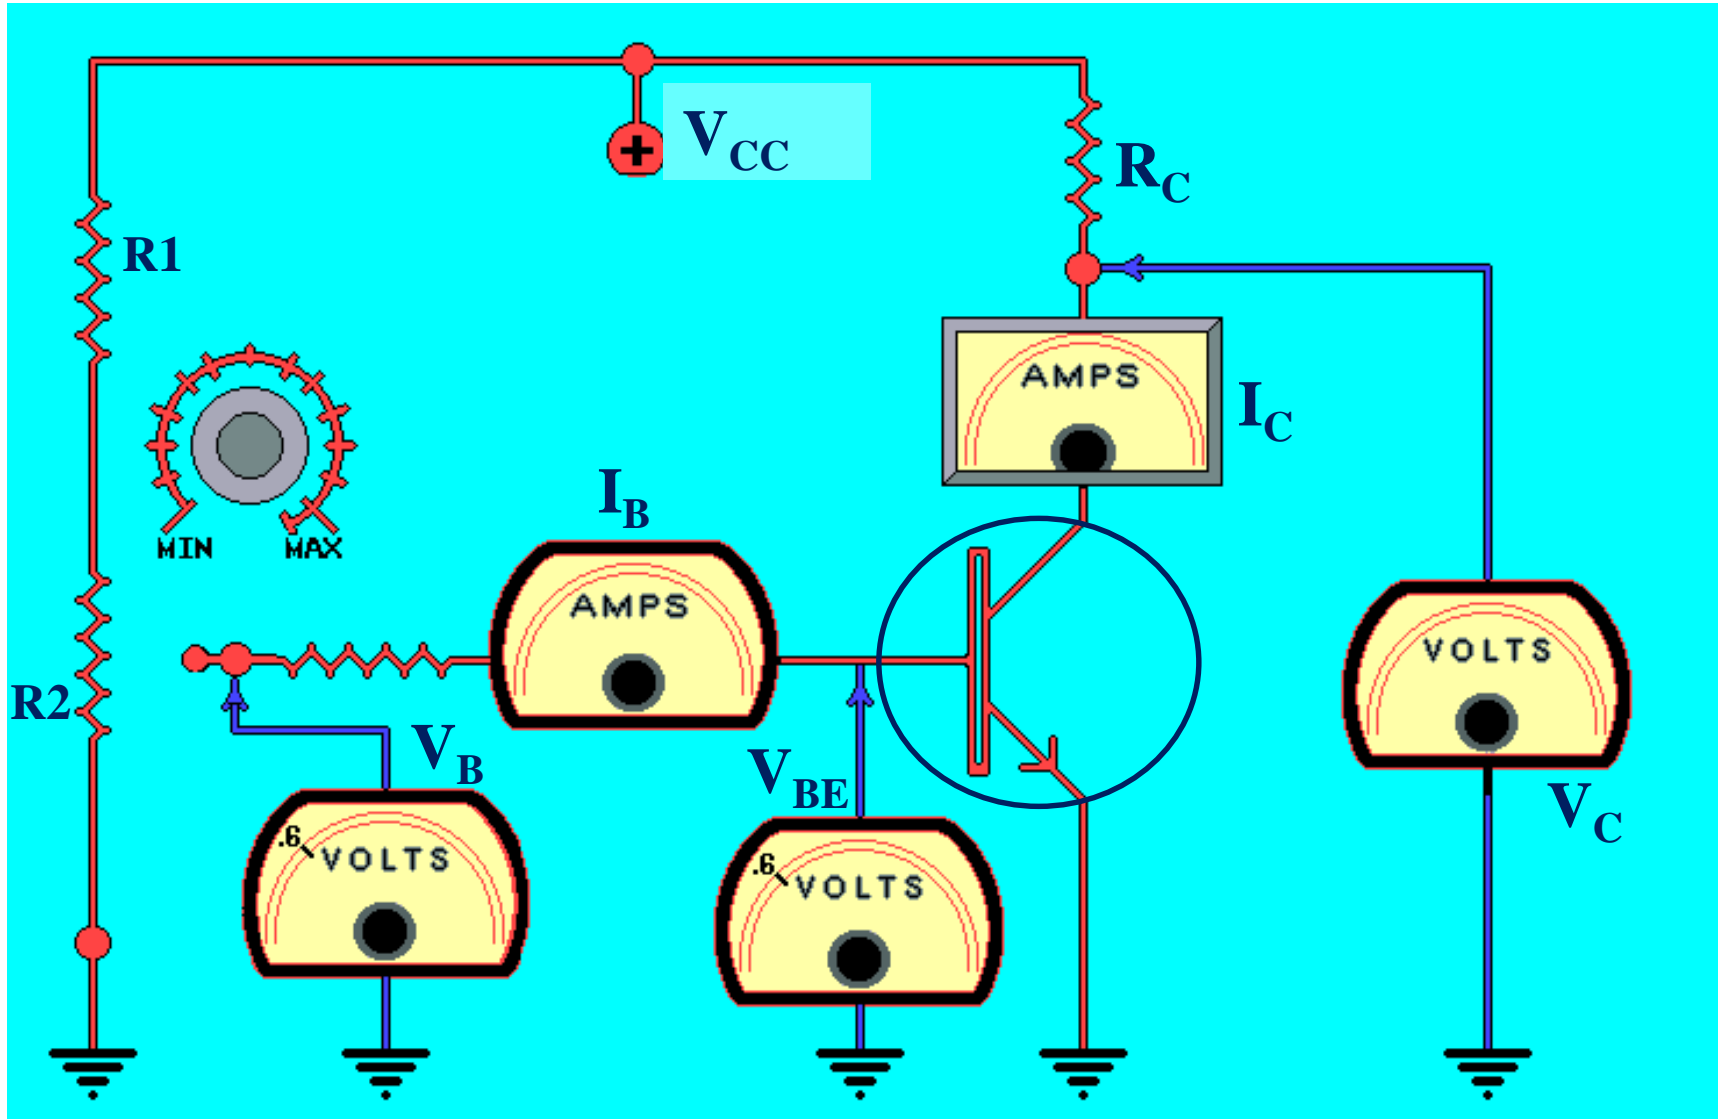 VCC
RC
R1
AMPS
IC
MIN MAX
IB
AMPS
VOLTS
R2
VB
VBE
VC
.6 VOLTS
.6 VOLTS